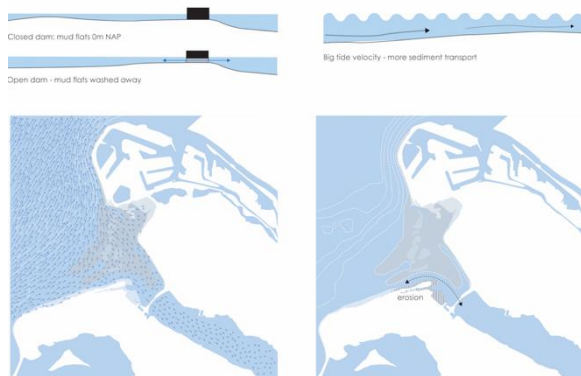 Closed dam: mud flats 0m NAP
Open dam - mud flats washed away
Big tide velocity - more sediment transport
erosion